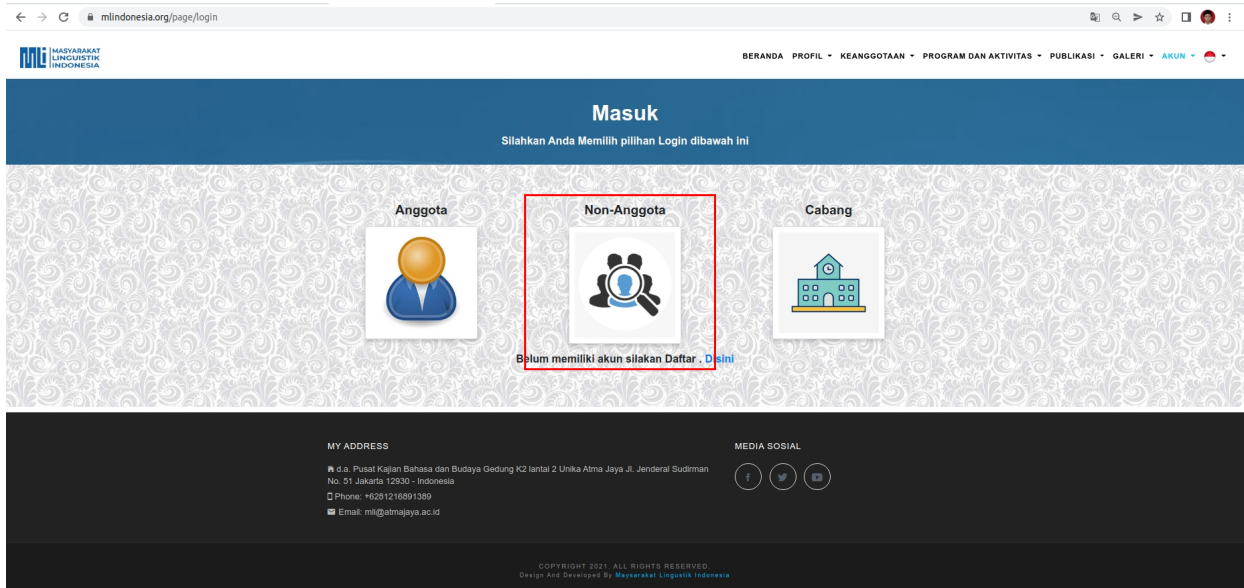 mlindonesia.org/page/login
MASYARAKAT
LINGUISTIK
INDONESIA
BERANDA PROFIL KEANGGOTAAN PROGRAM DAN AKTIVITAS PUBLIKASI GALERI AKUN
Masuk
Silahkan Anda Memilih pilihan Login dibawah ini
Anggota Non-Anggota Cabang
Belum memiliki akun silakan Daftar . Disini
MY ADDRESS MEDIA SOSIAL
d.a. Pusat Kajian Bahasa dan Budaya Gedung K2 lantai 2 Unika Atma Jaya Jl. Jenderal Sudirman
No. 51 Jakarta 12930 - Indonesia
Phone: +6281216891389
Email: mli@atmajaya.ac.id
COPYRIGHT 2021. ALL RIGHTS RESERVED.
Design And Developed By Maysarakat Lingustik Indonesia